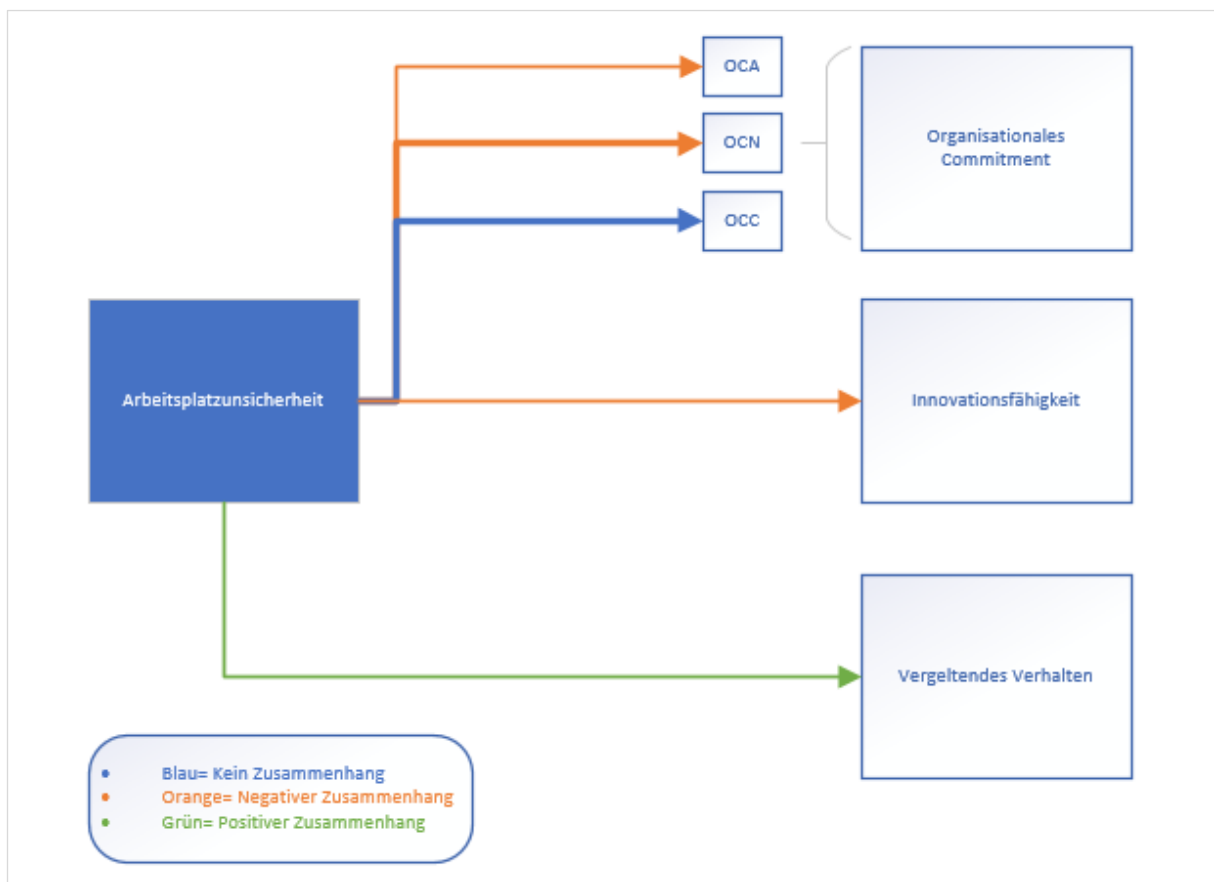 OCA
OCN
OCC
Organisationales
Commitment
Arbeitsplatzunsicherheit
Innovationsfähigkeit
Vergeltendes Verhalten
• Blau= Kein Zusammenhang
• Orange= Negativer Zusammenhang
• Grün= Positiver Zusammenhang